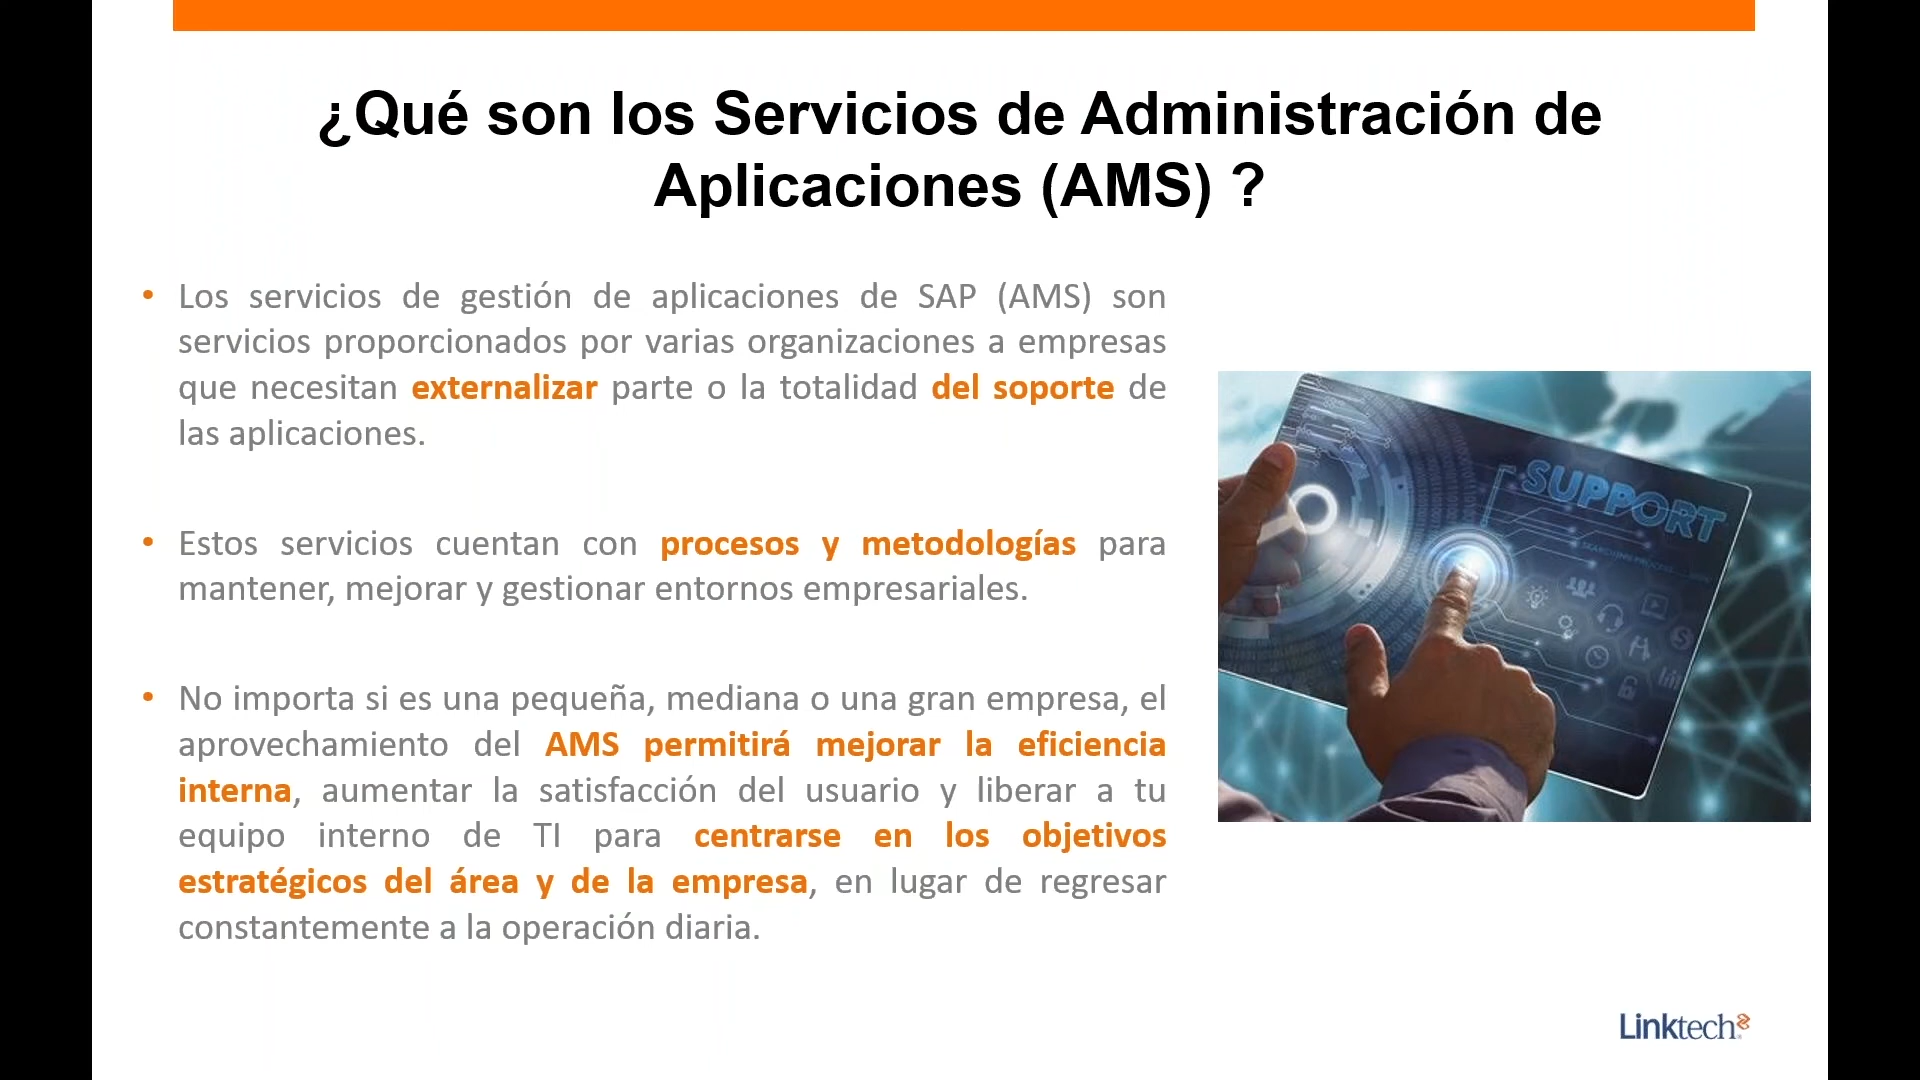 ¿Qué son los Servicios de Administración de
Aplicaciones (AMS) ?
• Los servicios de gestión de aplicaciones de SAP (AMS) son
servicios proporcionados por varias organizaciones a empresas
que necesitan externalizar parte o la totalidad del soporte de
las aplicaciones.
• Estos servicios cuentan con procesos y metodologías para
mantener, mejorar y gestionar entornos empresariales.
• No importa si es una pequeña, mediana o una gran empresa, el
aprovechamiento del AMS permitirá mejorar la eficiencia
interna, aumentar la satisfacción del usuario y liberar a tu
equipo interno de TI para centrarse en los objetivos
estratégicos del área y de la empresa, en lugar de regresar
constantemente a la operación diaria.
SUPPORT
Linktech